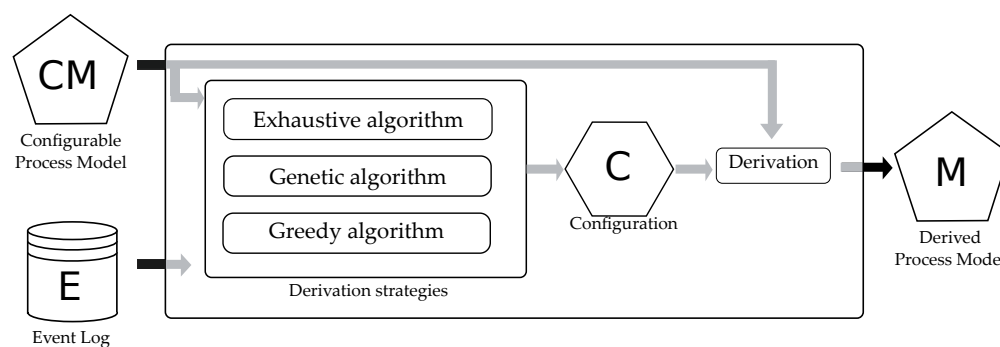 CM
Configurable
Process Model
E
Event Log
Exhaustive algorithm
Genetic algorithm
Greedy algorithm
Derivation strategies
C
Configuration
Derivation
M
Derived
Process Model